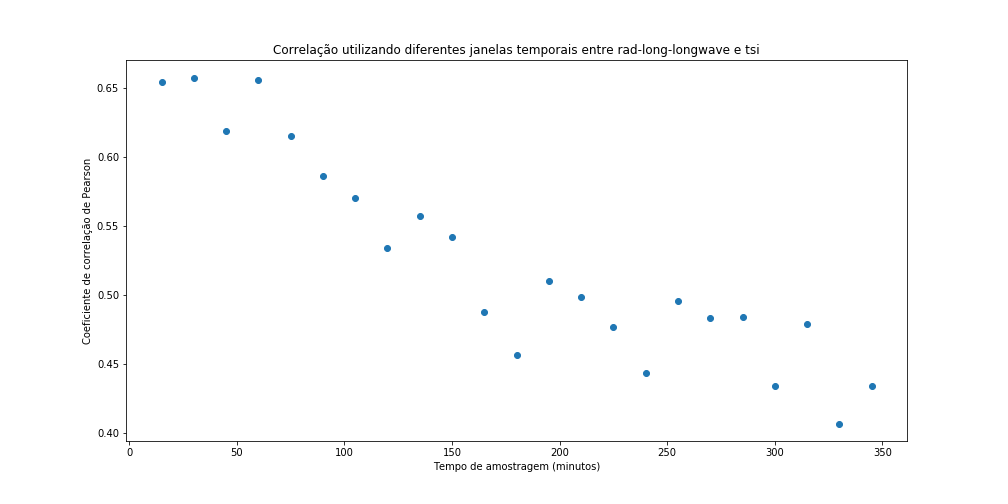 Correlação utilizando diferentes janelas temporais entre rad-long-longwave e tsi
0.65
0.60
0.55
0.50
0.45
0.40
Coeficiente de correlação de Pearson
0 50 100 150 200 250 300 350
Tempo de amostragem (minutos)